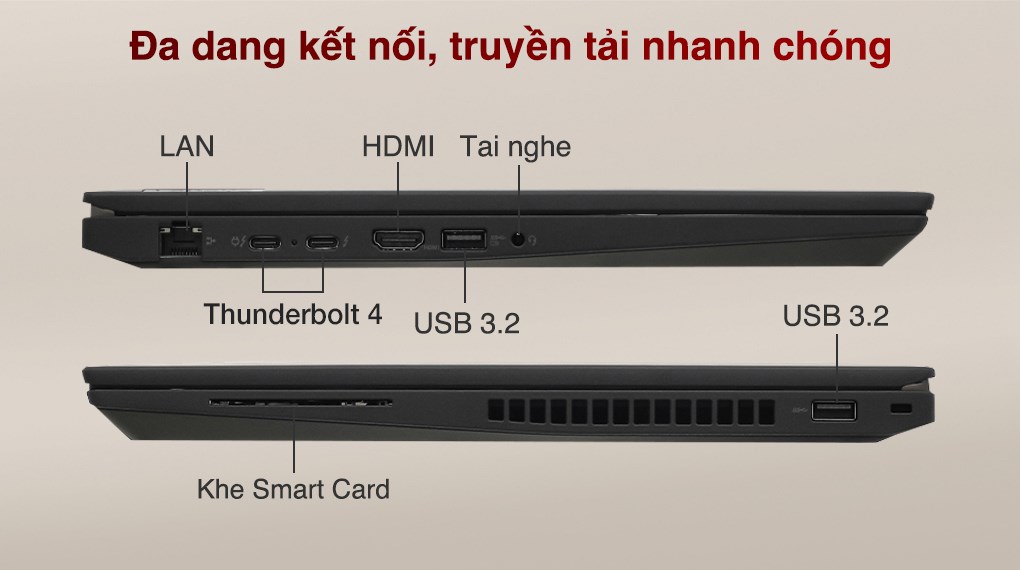 Đa dang kết nối, truyền tải nhanh chóng
LAN
HDMI
Tai nghe
Thunderbolt 4
USB 3.2
USB 3.2
Khe Smart Card